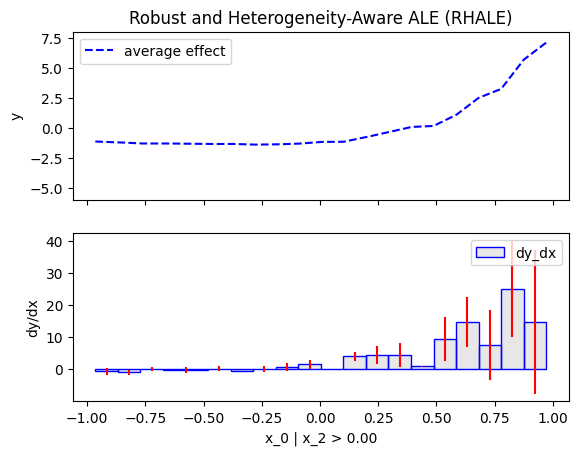 Robust and Heterogeneity-Aware ALE (RHALE)
7.5
5.0
2.5
0.0
−2.5
−5.0
y
average effect
40
30
20
10
0
dy/dx
dy_dx
−1.00 −0.75 −0.50 −0.25 0.00 0.25 0.50 0.75 1.00
x_0 | x_2 > 0.00